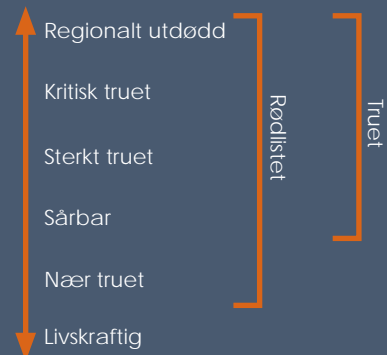 Regionalt utdødd
Kritisk truet
Sterkt truet
Sårbar
Nær truet
Livskraftig
Rødlistet
Truet